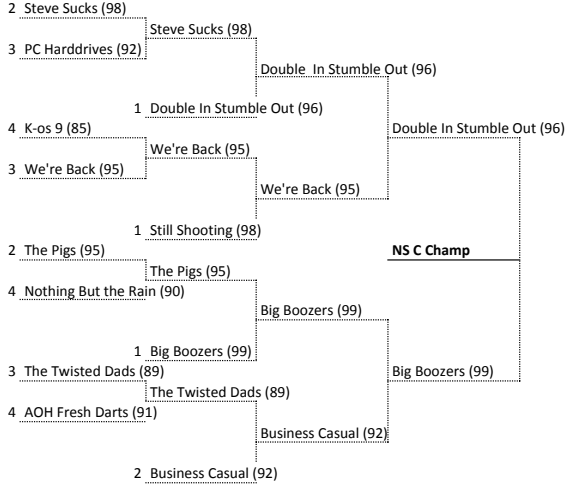 2 Steve Sucks (98)
Steve Sucks (98)
3 PC Harddrives (92)
Double  In Stumble Out (96)
1 Double In Stumble Out (96)
4 K-os 9 (85)
Double In Stumble Out (96)
We're Back (95)
3 We're Back (95)
We're Back (95)
1 Still Shooting (98)
2 The Pigs (95)
NS C Champ
The Pigs (95)
4 Nothing But the Rain (90)
Big Boozers (99)
1 Big Boozers (99)
3 The Twisted Dads (89)
Big Boozers (99)
The Twisted Dads (89)
4 AOH Fresh Darts (91)
Business Casual (92)
2 Business Casual (92)